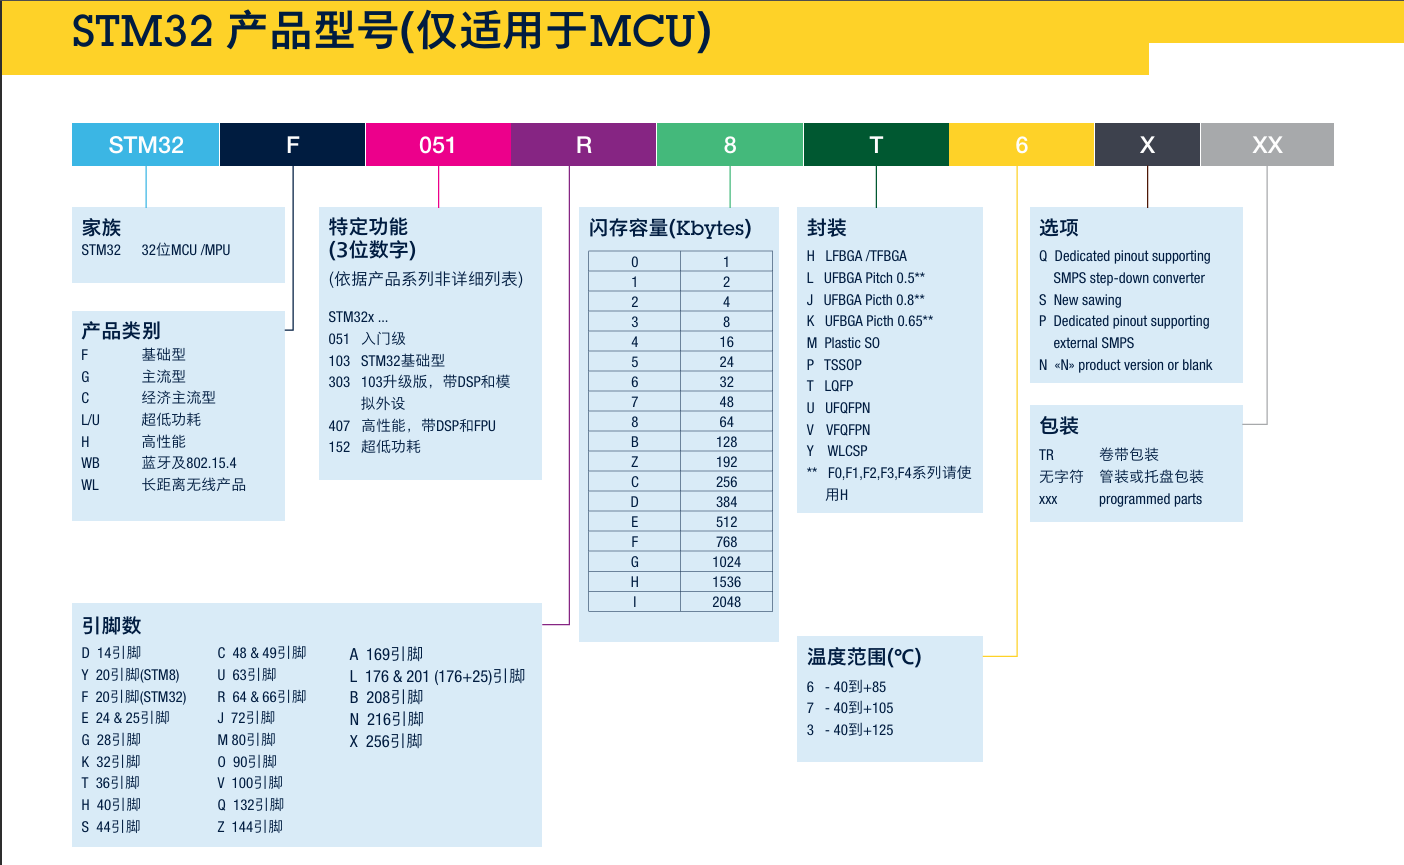 STM32 产品型号(仅适用于MCU)
STM32 F 051 R 8 T 6 X XX
家族
STM32 32位MCU /MPU
产品类别
F 基础型
G 主流型
C 经济主流型
L/U 超低功耗
H 高性能
WB 蓝牙及802.15.4
WL 长距离无线产品
特定功能
(3位数字)
(依据产品系列非详细列表)
STM32x ...
051 入门级
103 STM32基础型
303 103升级版，带DSP和模
拟外设
407 高性能，带DSP和FPU
152 超低功耗
引脚数
D 14引脚
Y 20引脚(STM8)
F 20引脚(STM32)
E 24 & 25引脚
G 28引脚
K 32引脚
T 36引脚
H 40引脚
S 44引脚
C 48 & 49引脚
U 63引脚
R 64 & 66引脚
J 72引脚
M 80引脚
O 90引脚
V 100引脚
Q 132引脚
Z 144引脚
A 169引脚
L 176 & 201 (176+25)引脚
B 208引脚
N 216引脚
X 256引脚
闪存容量(Kbytes)
0 1
1 2
2 4
3 8
4 16
5 24
6 32
7 48
8 64
B 128
Z 192
C 256
D 384
E 512
F 768
G 1024
H 1536
I 2048
封装
H LFBGA /TFBGA
L UFBGA Pitch 0.5**
J UFBGA Picth 0.8**
K UFBGA Picth 0.65**
M Plastic SO
P TSSOP
T LQFP
U UFQFPN
V VFQFPN
Y WLCSP
** F0,F1,F2,F3,F4系列请使
用H
温度范围(℃)
6 - 40到+85
7 - 40到+105
3 - 40到+125
选项
Q Dedicated pinout supporting
SMPS step-down converter
S New sawing
P Dedicated pinout supporting
external SMPS
N «N» product version or blank
包装
TR 卷带包装
无字符 管装或托盘包装
xxx programmed parts